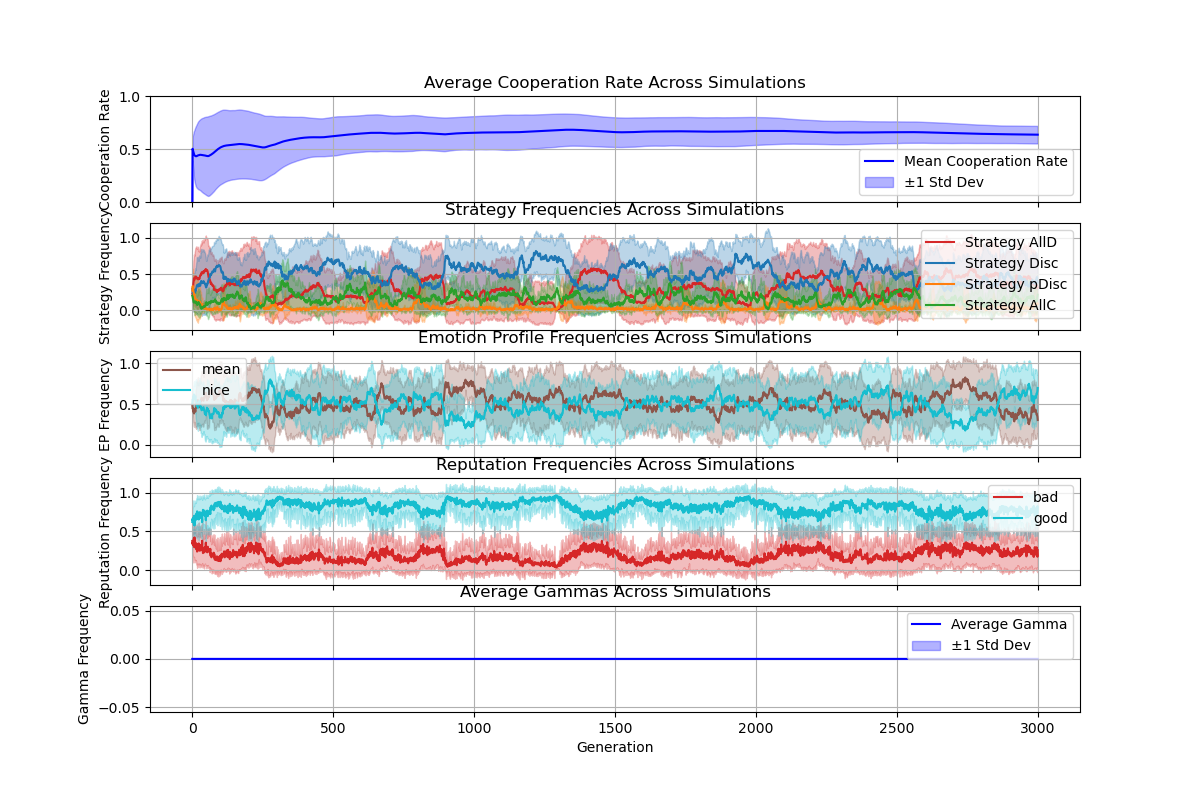 Average Cooperation Rate Across Simulations
Cooperation Rate
1.0
0.5
0.0
Mean Cooperation Rate
±1 Std Dev
Strategy Frequencies Across Simulations
Strategy Frequency
1.0
0.5
0.0
Strategy AllD
Strategy Disc
Strategy pDisc
Strategy AllC
Emotion Profile Frequencies Across Simulations
EP Frequency
1.0
0.5
0.0
mean
nice
Reputation Frequencies Across Simulations
Reputation Frequency
1.0
0.5
0.0
bad
good
Average Gammas Across Simulations
Gamma Frequency
0.05
0.00
−0.05
Average Gamma
±1 Std Dev
0 500 1000 1500 2000 2500 3000
Generation